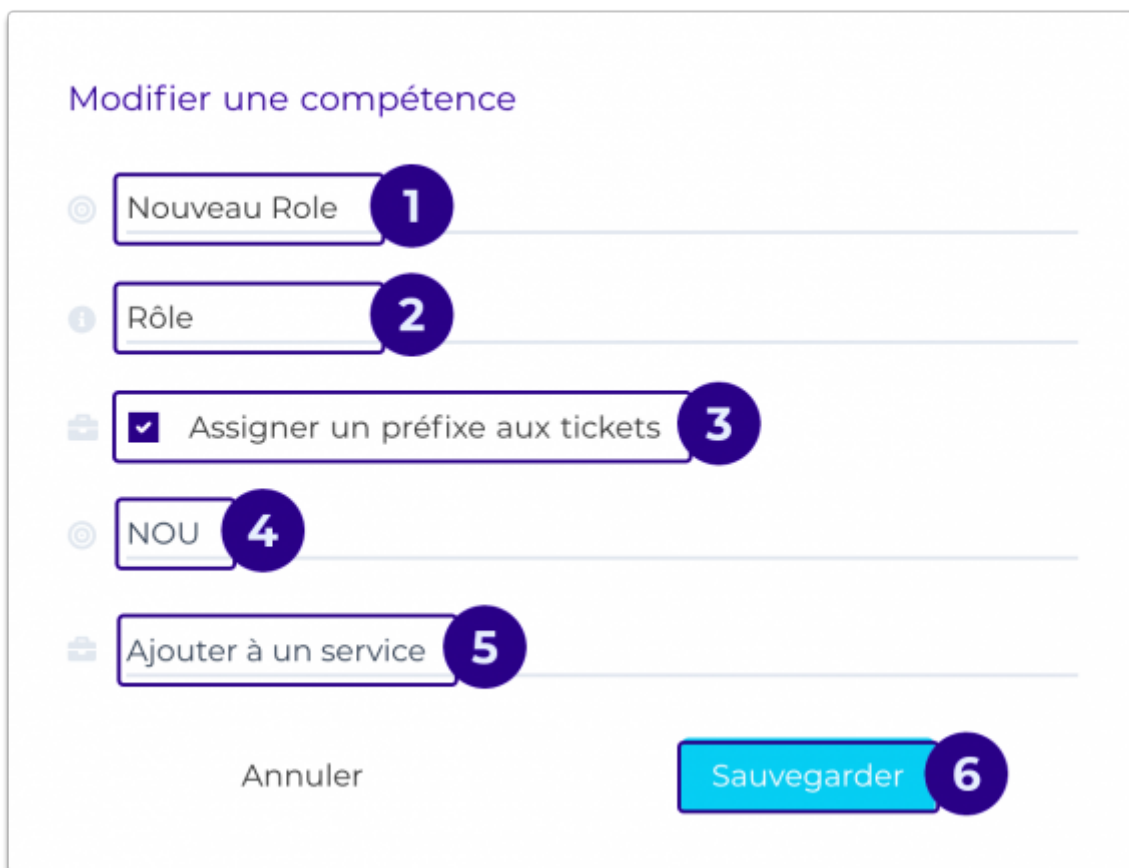 Modifier une compétence
Nouveau Role 1
Rôle 2
Assigner un préfixe aux tickets 3
NOU 4
Ajouter à un service 5
Annuler Sauvegarder 6